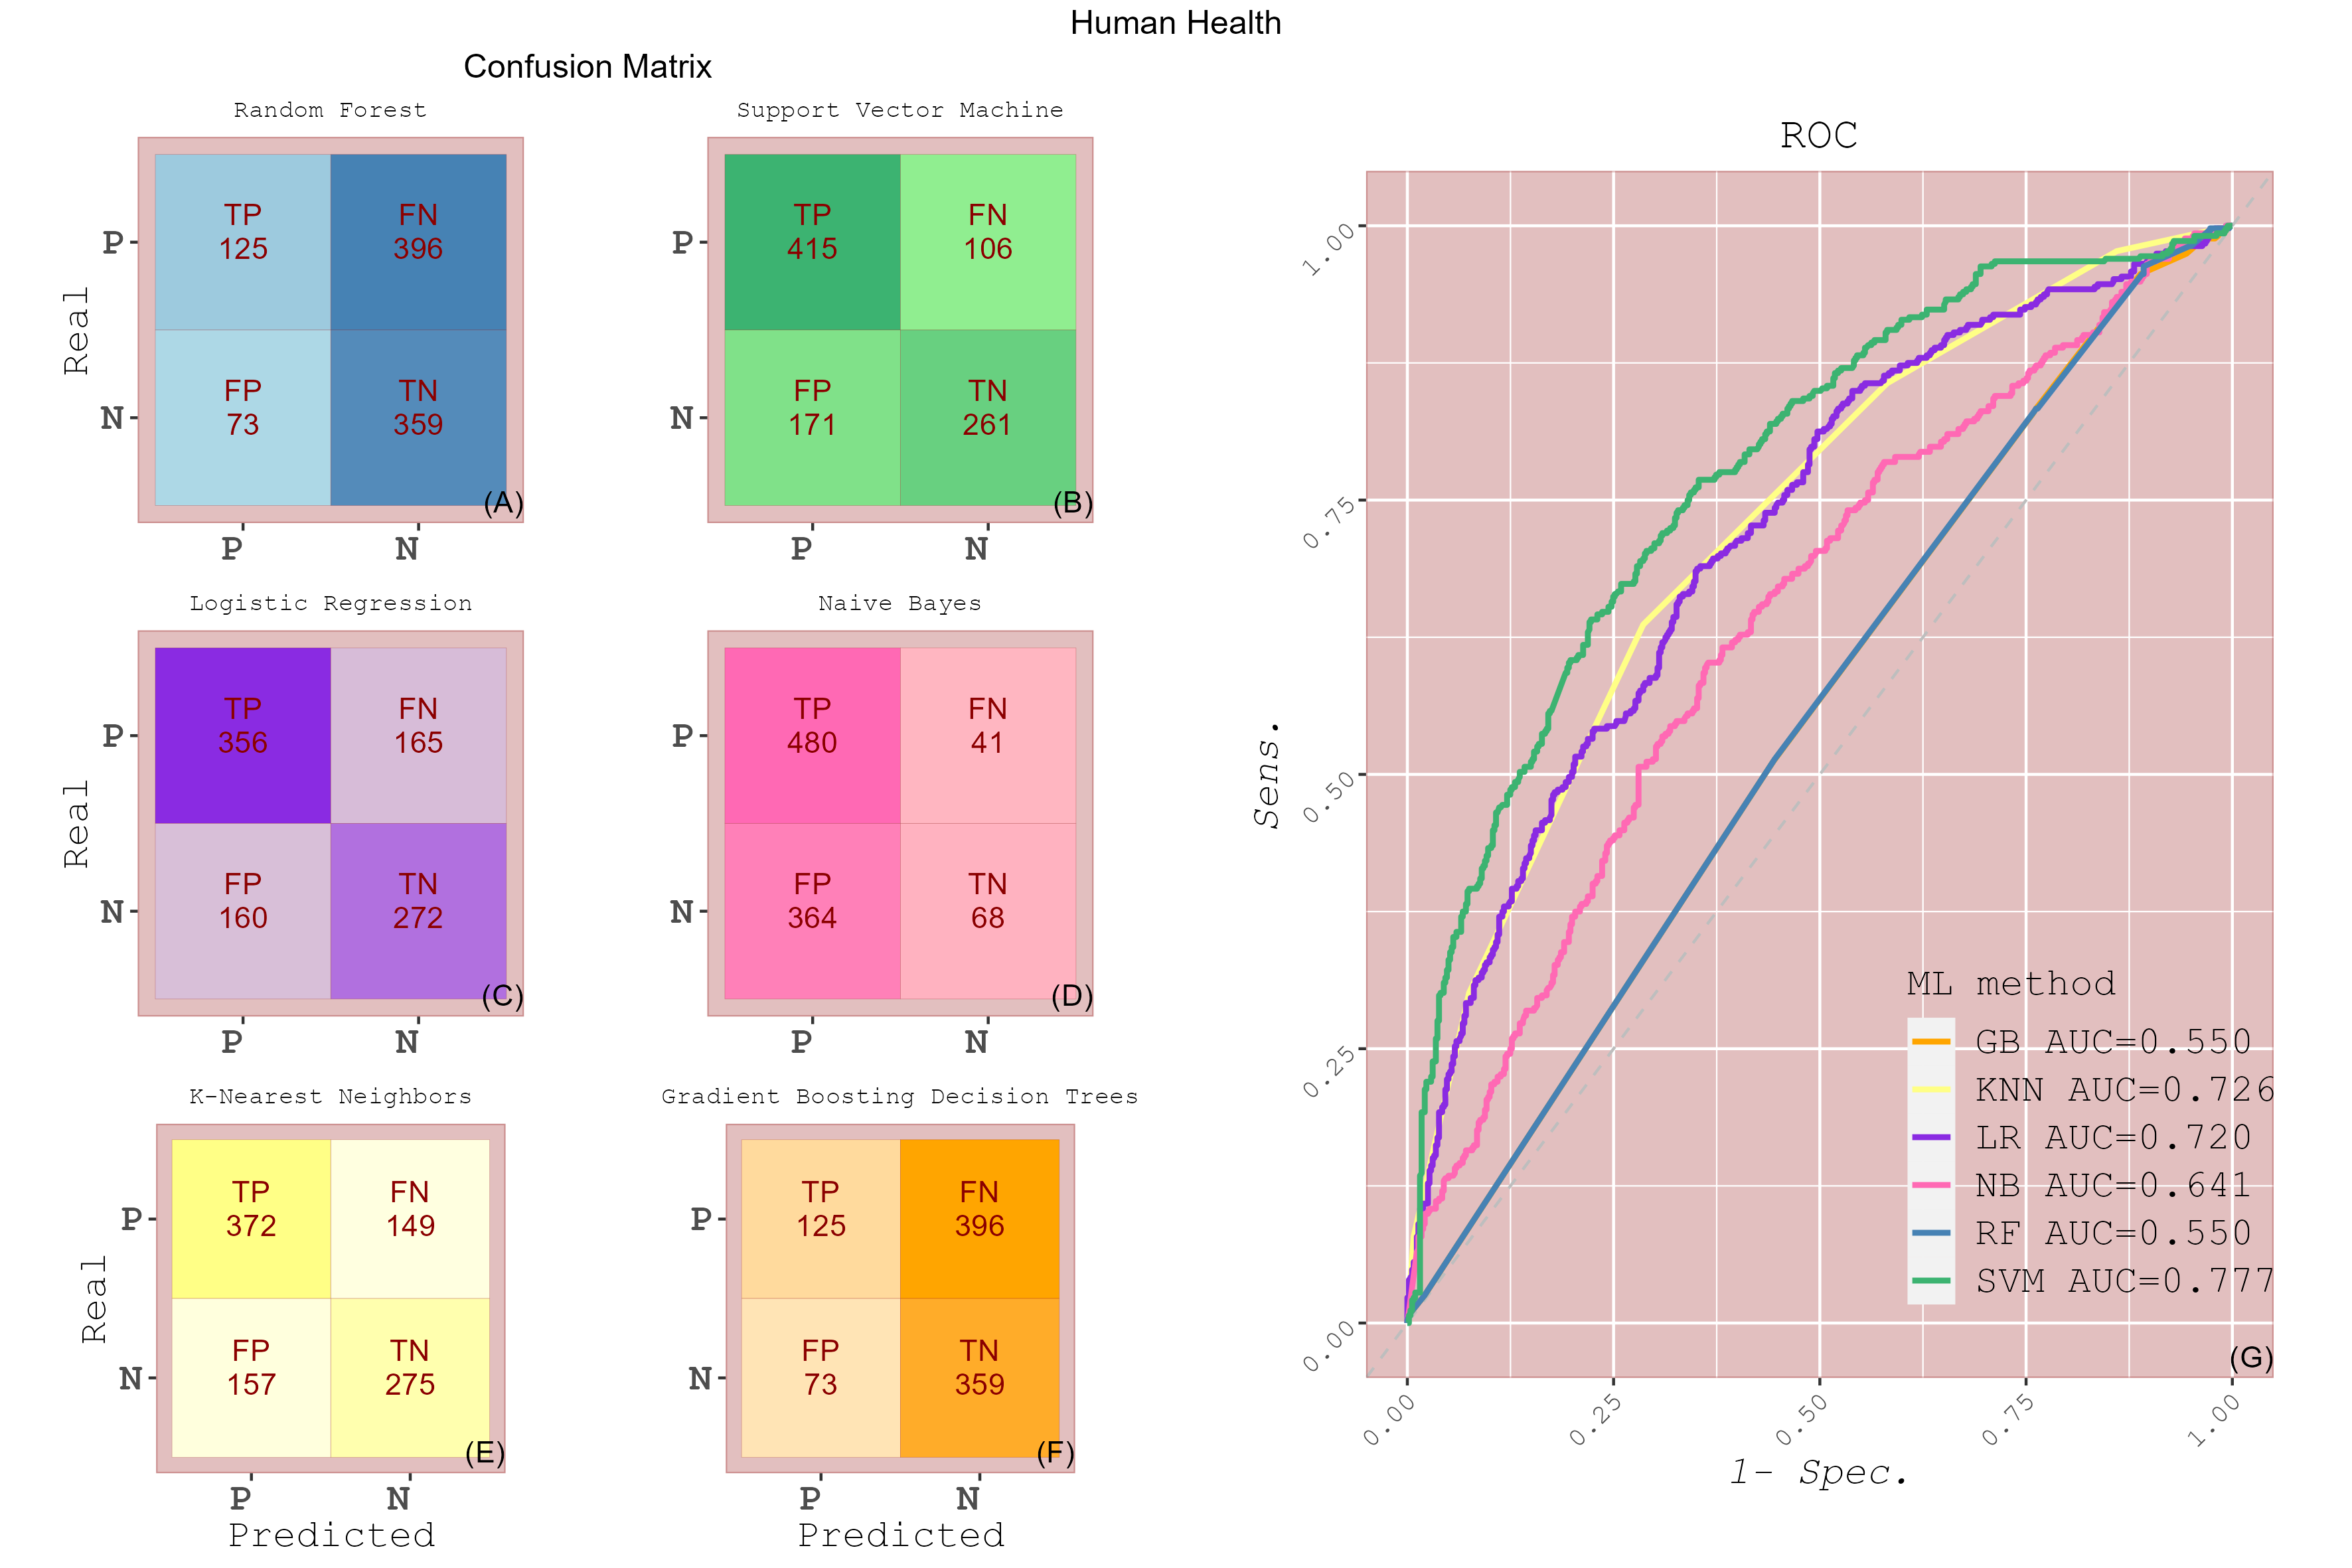 Human Health
Confusion Matrix
Random Forest
Real
P
N
TP
125
FN
396
FP
73
TN
359
(A)
P N
Support Vector Machine
P
N
TP
415
FN
106
FP
171
TN
261
(B)
P N
Logistic Regression
Real
P
N
TP
356
FN
165
FP
160
TN
272
(C)
P N
Naive Bayes
P
N
TP
480
FN
41
FP
364
TN
68
(D)
P N
K-Nearest Neighbors
Real
P
N
TP
372
FN
149
FP
157
TN
275
(E)
P N
Predicted
Gradient Boosting Decision Trees
P
N
TP
125
FN
396
FP
73
TN
359
(F)
P N
Predicted
ROC
Sens.
1.00
0.75
0.50
0.25
0.00
ML method
GB AUC=0.550
KNN AUC=0.726
LR AUC=0.720
NB AUC=0.641
RF AUC=0.550
SVM AUC=0.777
(G)
0.00 0.25 0.50 0.75 1.00
1- Spec.